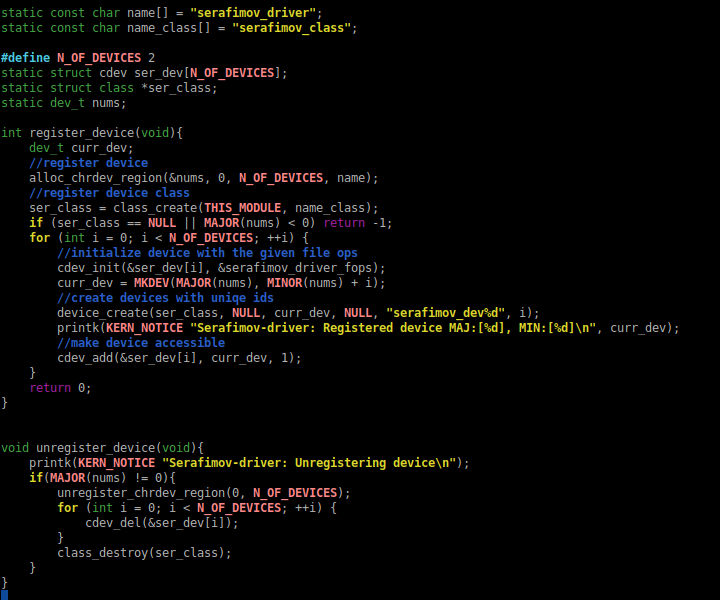 static const char name[] = "serafimov_driver";
static const char name_class[] = "serafimov_class";
#define N_OF_DEVICES 2
static struct cdev ser_dev[N_OF_DEVICES];
static struct class *ser_class;
static dev_t nums;
int register_device(void){
    dev_t curr_dev;
    //register device
    alloc_chrdev_region(&nums, 0, N_OF_DEVICES, name);
    //register device class
    ser_class = class_create(THIS_MODULE, name_class);
    if (ser_class == NULL || MAJOR(nums) < 0) return -1;
    for (int i = 0; i < N_OF_DEVICES; ++i) {
        //initialize device with the given file ops
        cdev_init(&ser_dev[i], &serafimov_driver_fops);
        curr_dev = MKDEV(MAJOR(nums), MINOR(nums) + i);
        //create devices with uniqe ids
        device_create(ser_class, NULL, curr_dev, NULL, "serafimov_dev%d", i);
        printk(KERN_NOTICE "Serafimov-driver: Registered device MAJ:[%d], MIN:[%d]\n", curr_dev);
        //make device accessible
        cdev_add(&ser_dev[i], curr_dev, 1);
    }
    return 0;
}
void unregister_device(void){
    printk(KERN_NOTICE "Serafimov-driver: Unregistering device\n");
    if(MAJOR(nums) != 0){
        unregister_chrdev_region(0, N_OF_DEVICES);
        for (int i = 0; i < N_OF_DEVICES; ++i) {
            cdev_del(&ser_dev[i]);
        }
        class_destroy(ser_class);
    }
}